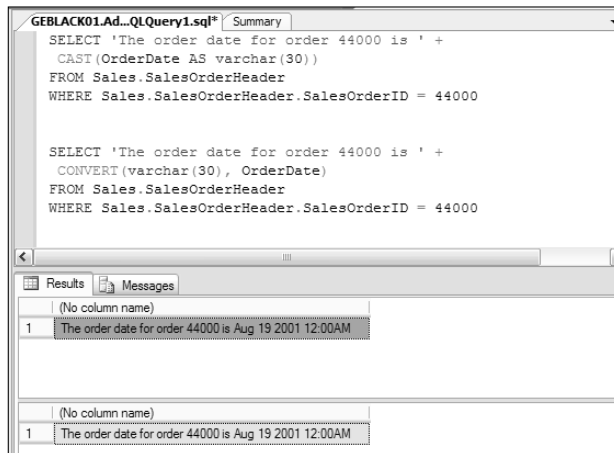 GEBLACK01.Ad...QLQuery1.sql* Summary
SELECT 'The order date for order 44000 is ' +
CAST(OrderDate AS varchar(30))
FROM Sales.SalesOrderHeader
WHERE Sales.SalesOrderHeader.SalesOrderID = 44000
SELECT 'The order date for order 44000 is ' +
CONVERT(varchar(30), OrderDate)
FROM Sales.SalesOrderHeader
WHERE Sales.SalesOrderHeader.SalesOrderID = 44000
Results Messages
(No column name)
1 The order date for order 44000 is Aug 19 2001 12:00AM
(No column name)
1 The order date for order 44000 is Aug 19 2001 12:00AM